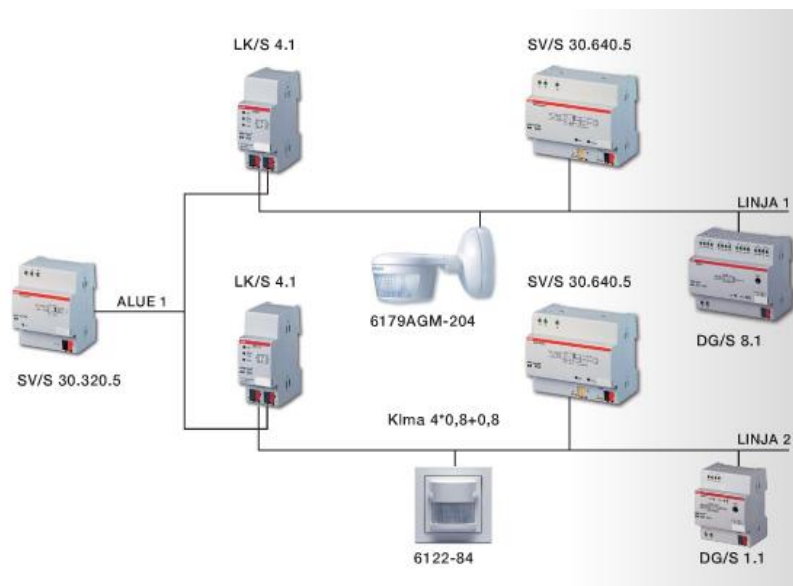 LK/S 4.1
SV/S 30.640.5
LINJA 1
LK/S 4.1
SV/S 30.640.5
ALUE 1
6179AGM-204
DG/S 8.1
SV/S 30.320.5
Klma 4*0,8+0,8
LINJA 2
6122-84
DG/S 1.1